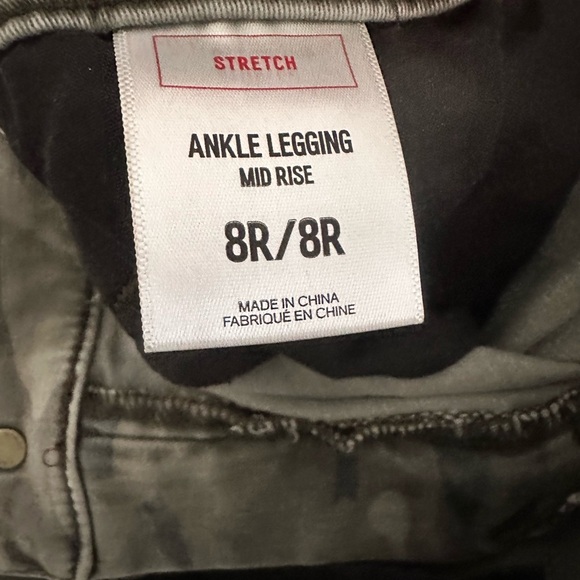 STRETCH
ANKLE LEGGING
MID RISE
8R/8R
MADE IN CHINA
FABRIQUÉ EN CHINE